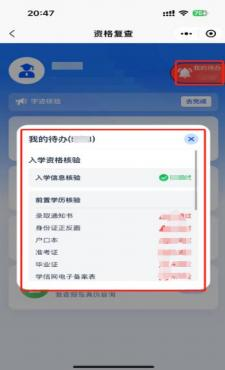 20:47
76
资格复查
我的待办
字迹核验
去完成
我的待办(
入学资格核验
入学信息核验
前置学历核验
录取通知书
身份证正反面
户口本
准考证
毕业证
学信网电子备案表